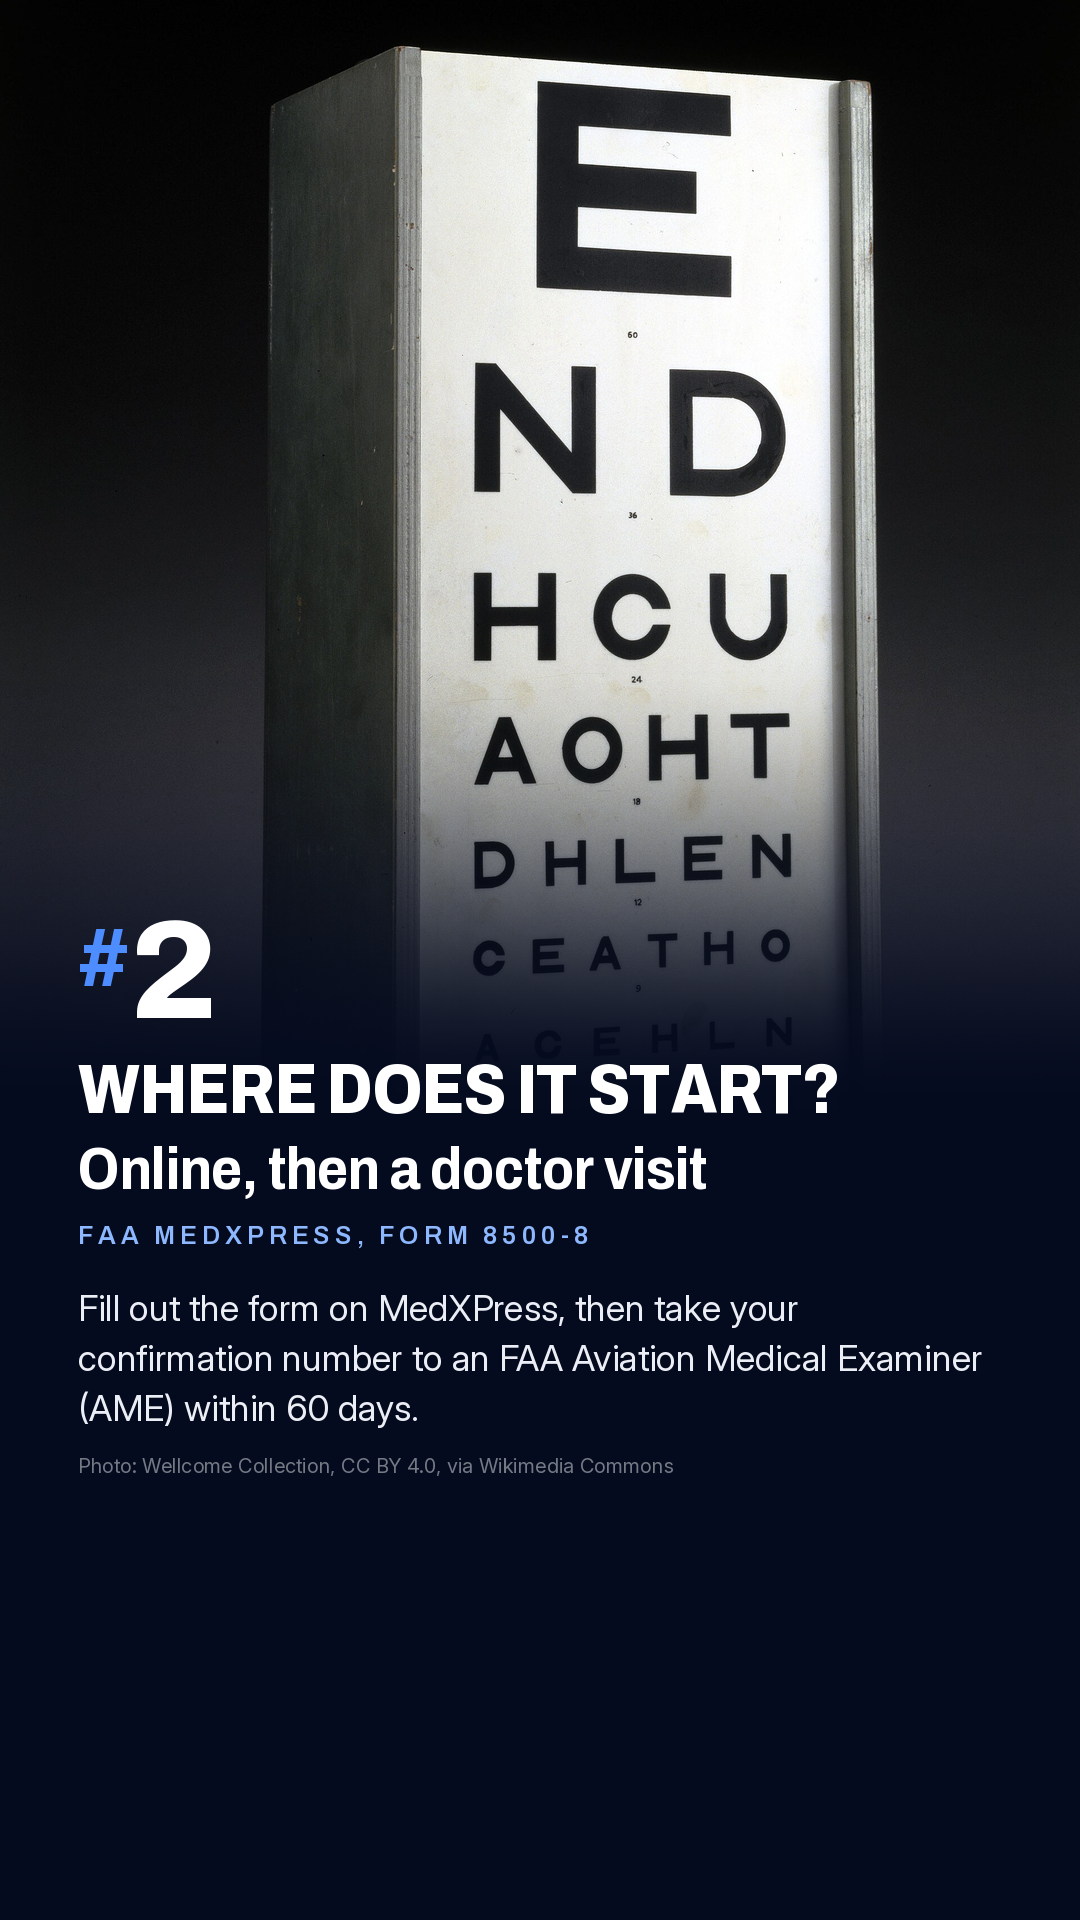 E
60
N D
36
H C U
24
A O H T
18
D H L E N
12
C E A T H O
9
A C E H L N
#2
WHERE DOES IT START?
Online, then a doctor visit
FAA MEDXPRESS, FORM 8500-8
Fill out the form on MedXPress, then take your
confirmation number to an FAA Aviation Medical Examiner
(AME) within 60 days.
Photo: Wellcome Collection, CC BY 4.0, via Wikimedia Commons